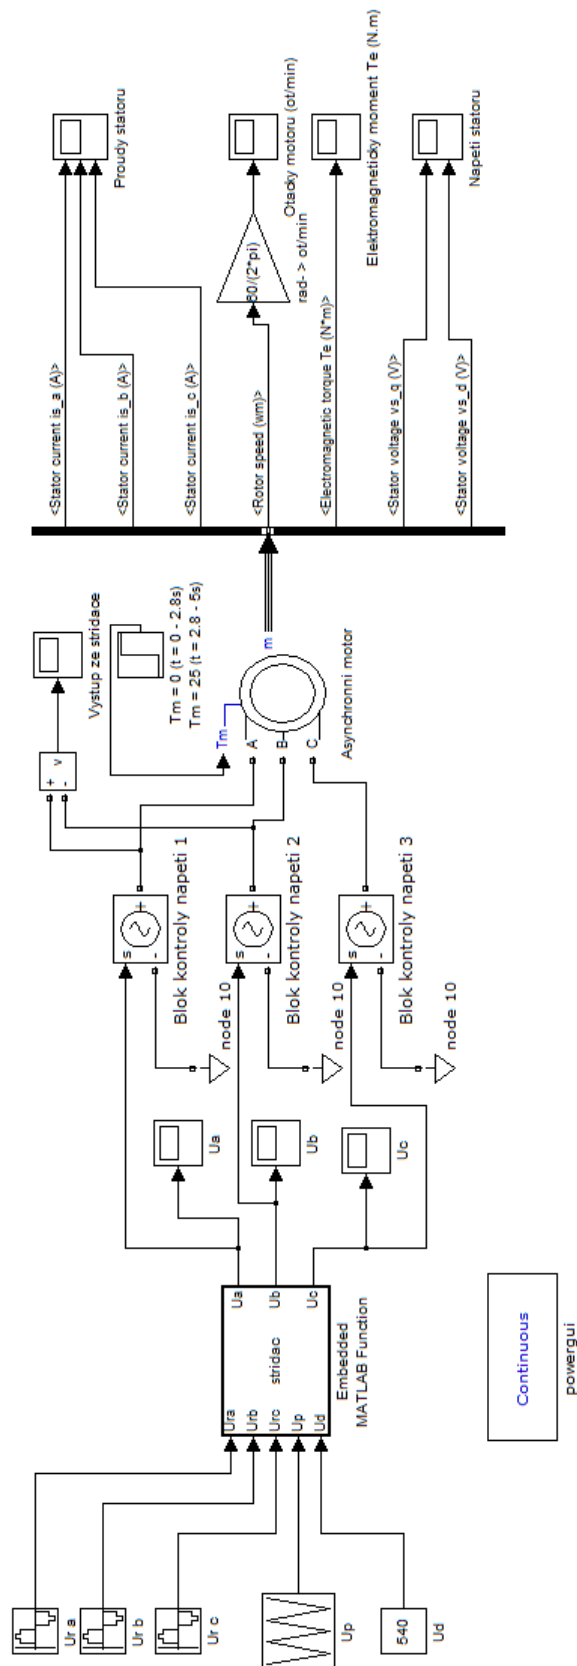 Ur a
Ur b
Ur c
Up
540
Ud
Ura
Urb
Urc
Up
Ud
stridac
Ua
Ub
Uc
Embedded
MATLAB Function
Continuous
powergui
Ua
Ub
Uc
node 10
node 10
node 10
s
-
+
Blok kontroly napeti 1
s
-
+
Blok kontroly napeti 2
s
-
+
Blok kontroly napeti 3
+
-
v
Vystup ze stridace
Tm = 0 (t = 0 - 2.8s)
Tm = 25 (t = 2.8 - 5s)
Tm
A
B
C
m
Asynchronni motor
<Stator current is_a (A)>
<Stator current is_b (A)>
<Stator current is_c (A)>
<Rotor speed (wm)>
<Electromagnetic torque Te (N*m)>
<Stator voltage vs_q (V)>
<Stator voltage vs_d (V)>
Proudy statoru
60/(2*pi)
rad- > ot/min
Otacky motoru (ot/min)
Elektromagneticky moment Te (N.m)
Napeti statoru